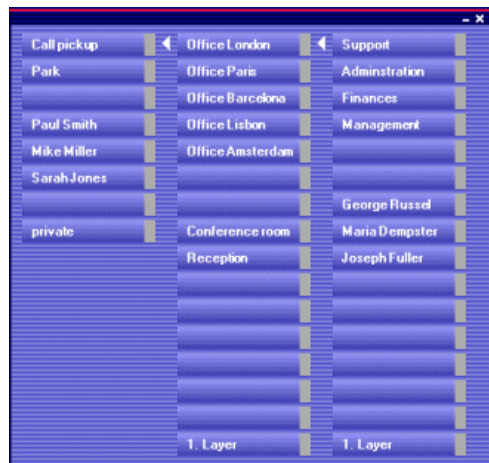 Call pickup
Park
Paul Smith
Mike Miller
Sarah Jones
private
Office London
Office Paris
Office Barcelona
Office Lisbon
Office Amsterdam
Conference room
Reception
1. Layer
Support
Adminstration
Finances
Management
George Russel
Maria Dempster
Joseph Fuller
1. Layer